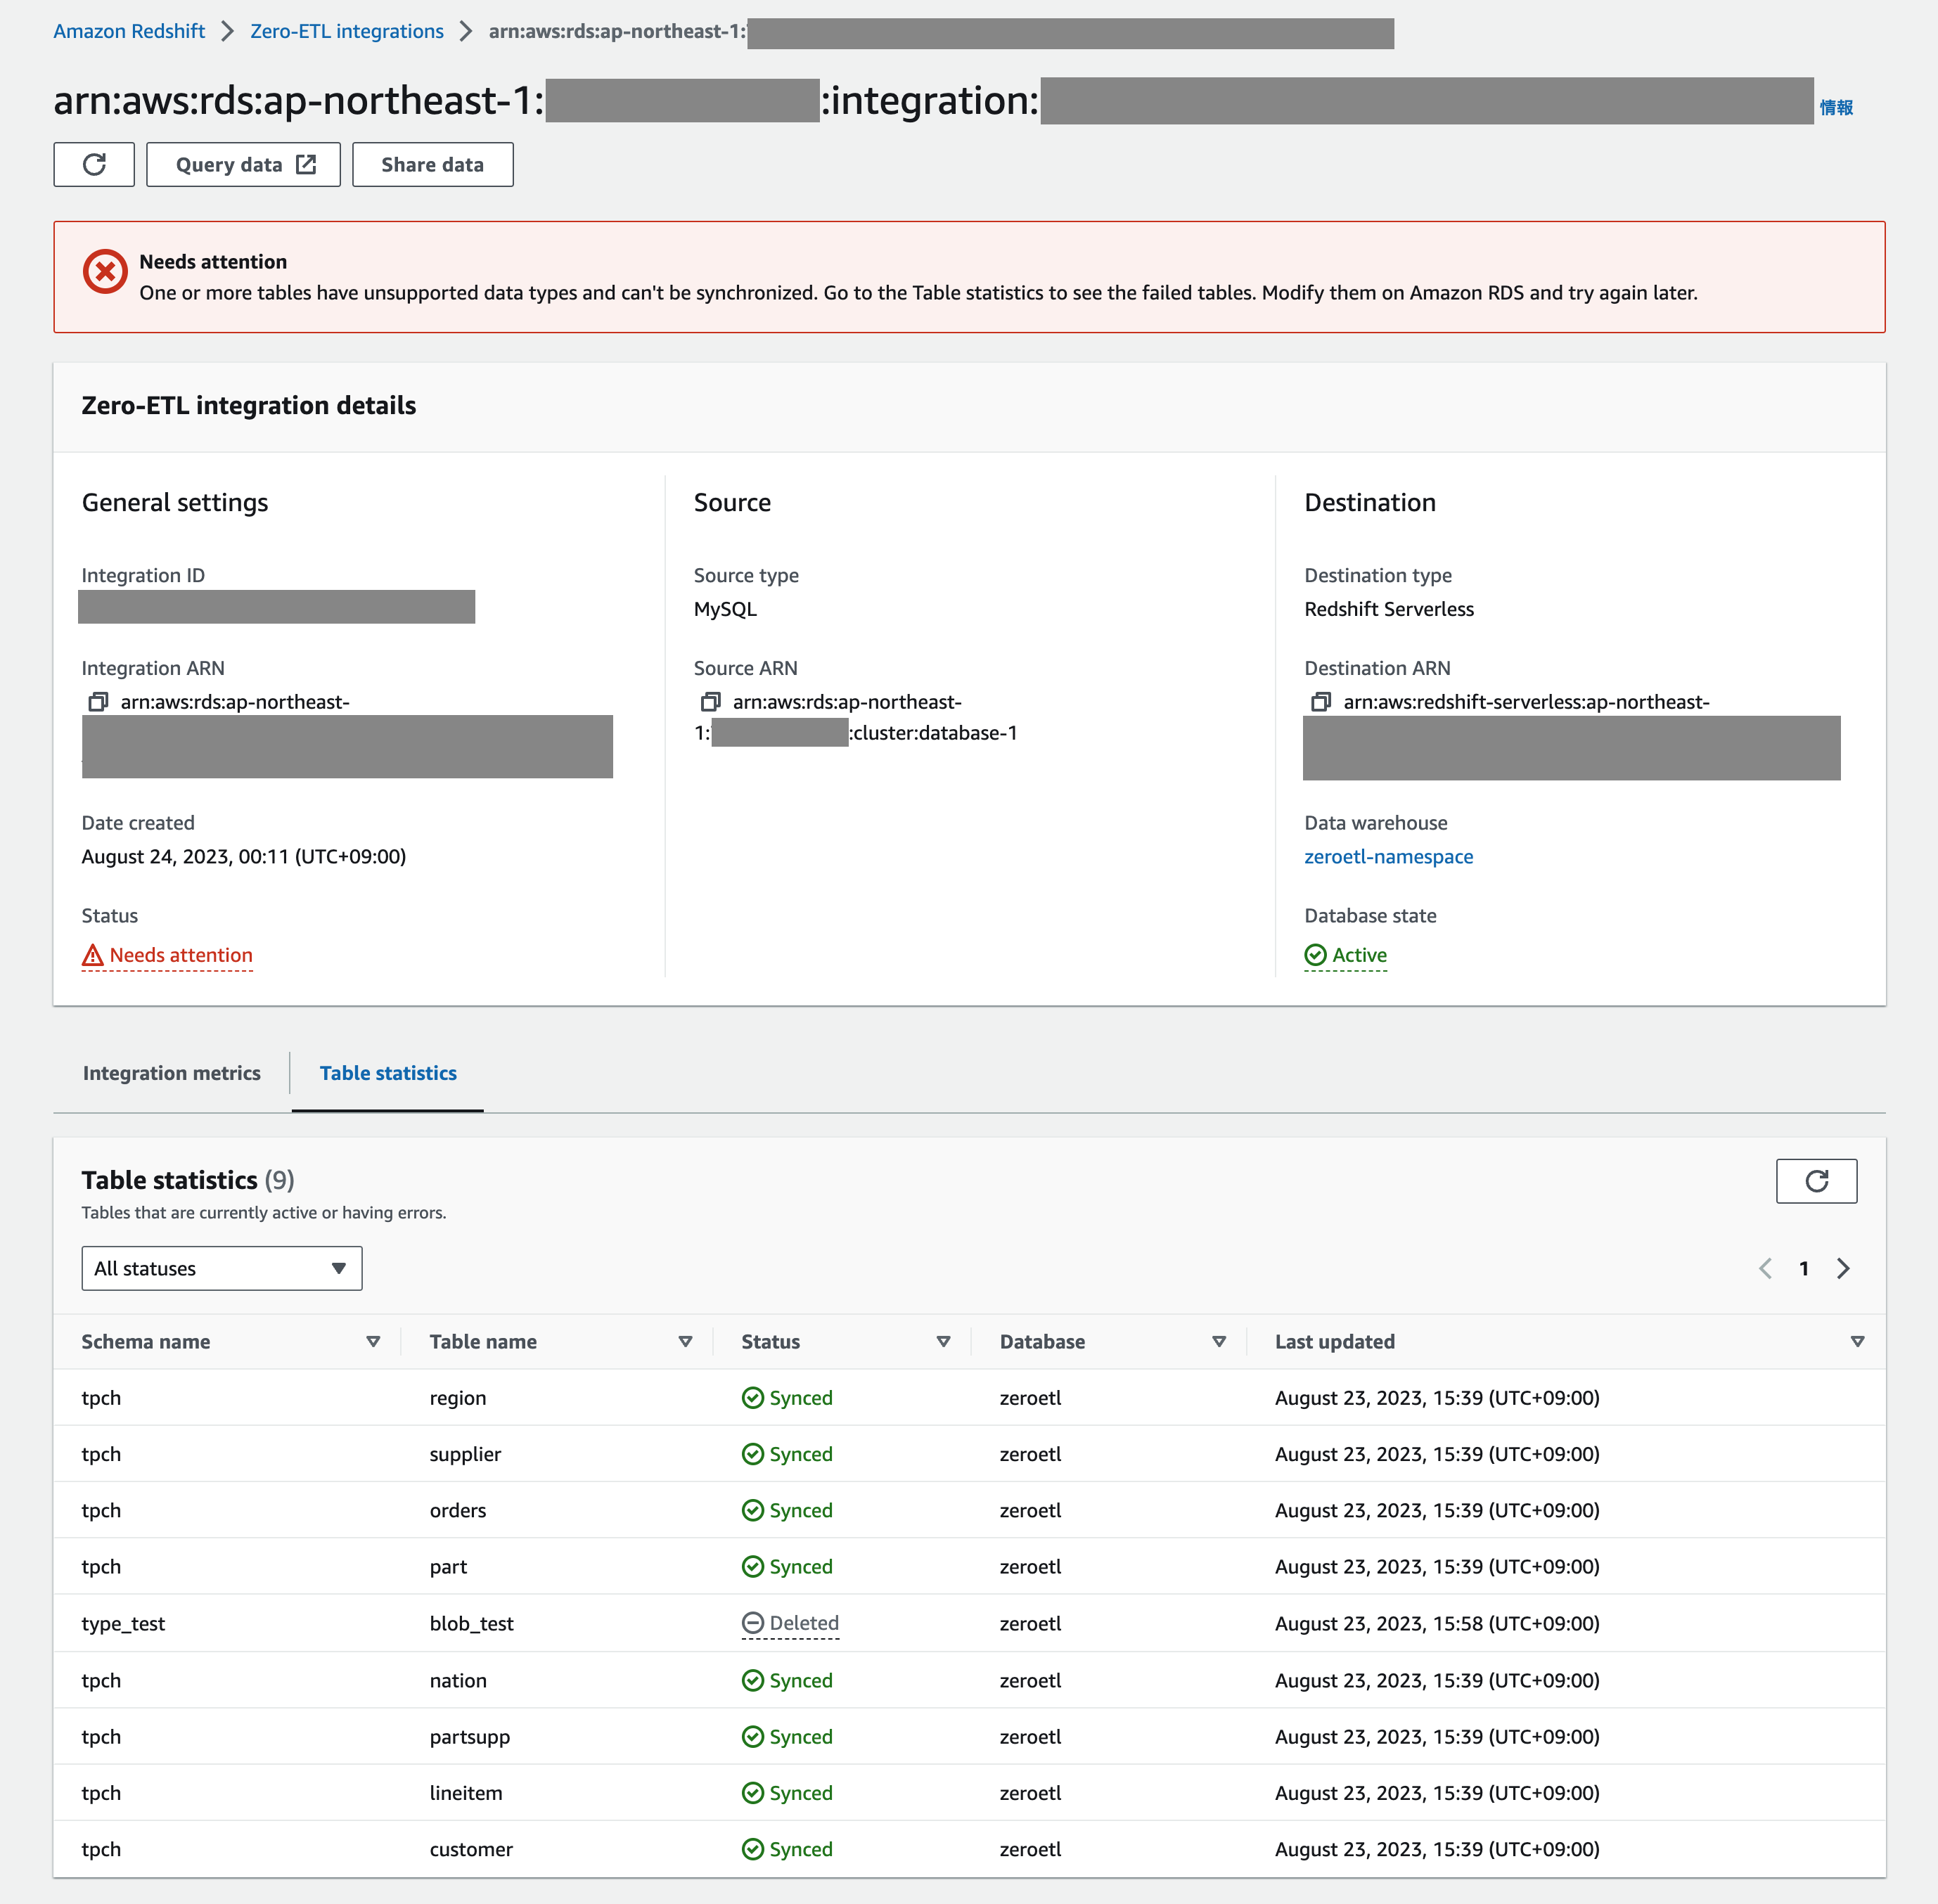 Amazon Redshift > Zero-ETL integrations > arn:aws:rds:ap-northeast-1:
arn:aws:rds:ap-northeast-1: :integration: 情報
Query data Share data
Needs attention
One or more tables have unsupported data types and can't be synchronized. Go to the Table statistics to see the failed tables. Modify them on Amazon RDS and try again later.
Zero-ETL integration details
General settings
Integration ID
Integration ARN
arn:aws:rds:ap-northeast-
Date created
August 24, 2023, 00:11 (UTC+09:00)
Status
Needs attention
Source
Source type
MySQL
Source ARN
arn:aws:rds:ap-northeast-
1: :cluster:database-1
Destination
Destination type
Redshift Serverless
Destination ARN
arn:aws:redshift-serverless:ap-northeast-
Data warehouse
zeroetl-namespace
Database state
Active
Integration metrics Table statistics
Table statistics (9)
Tables that are currently active or having errors.
All statuses 1
Schema name Table name Status Database Last updated
tpch region Synced zeroetl August 23, 2023, 15:39 (UTC+09:00)
tpch supplier Synced zeroetl August 23, 2023, 15:39 (UTC+09:00)
tpch orders Synced zeroetl August 23, 2023, 15:39 (UTC+09:00)
tpch part Synced zeroetl August 23, 2023, 15:39 (UTC+09:00)
type_test blob_test Deleted zeroetl August 23, 2023, 15:58 (UTC+09:00)
tpch nation Synced zeroetl August 23, 2023, 15:39 (UTC+09:00)
tpch partsupp Synced zeroetl August 23, 2023, 15:39 (UTC+09:00)
tpch lineitem Synced zeroetl August 23, 2023, 15:39 (UTC+09:00)
tpch customer Synced zeroetl August 23, 2023, 15:39 (UTC+09:00)